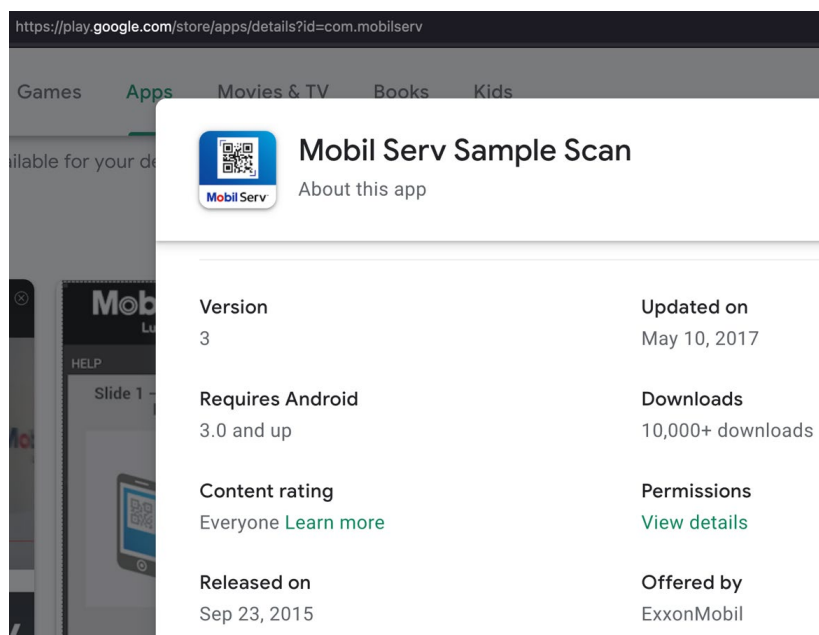 https://play.google.com/store/apps/details?id=com.mobilserv
Games Apps Movies & TV Books Kids
for your
Mobil Serv Sample Scan
Mobil Serv
About this app
HELP
Slide 1 -
Version
3
Updated on
May 10, 2017
Requires Android
3.0 and up
Downloads
10,000+ downloads
Content rating
Everyone Learn more
Permissions
View details
Released on
Sep 23, 2015
Offered by
ExxonMobil